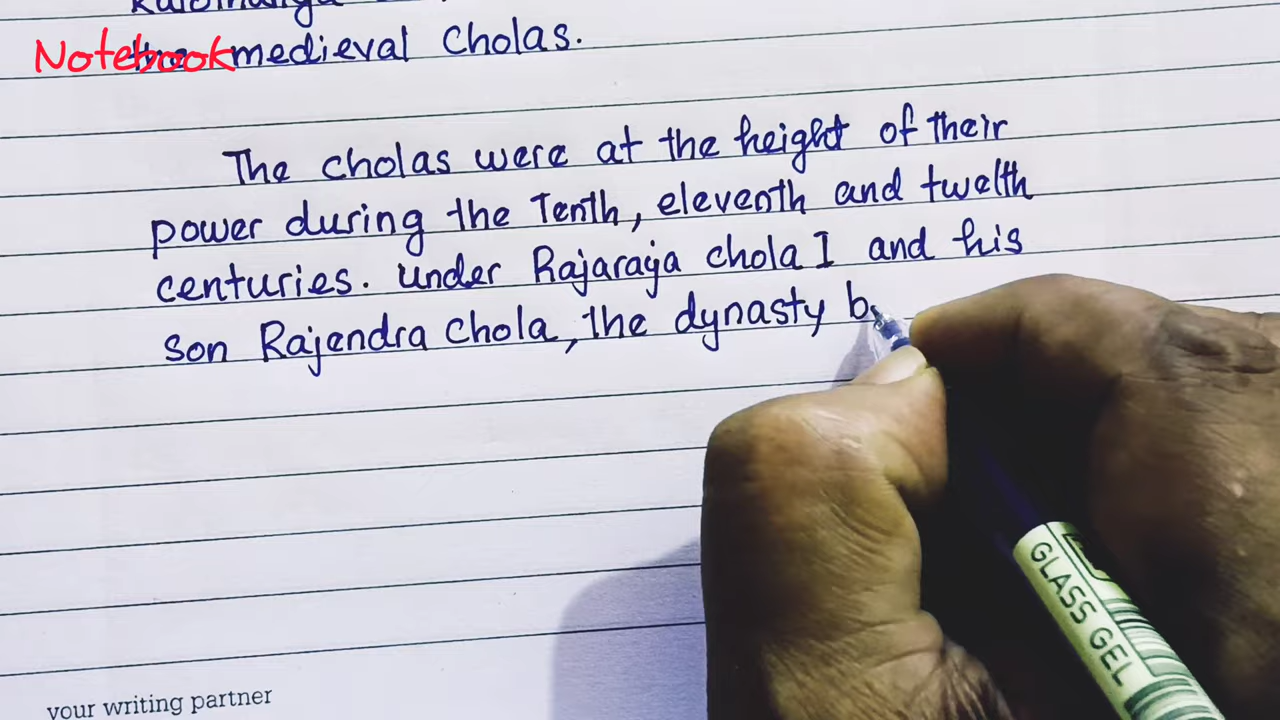 Notebook medieval Cholas.
The cholas were at the height of their
power during the Tenth, eleventh and twelth
centuries. Under Rajaraja chola I and his
son Rajendra Chola, the dynasty b
GLASS GEL
your writing partner